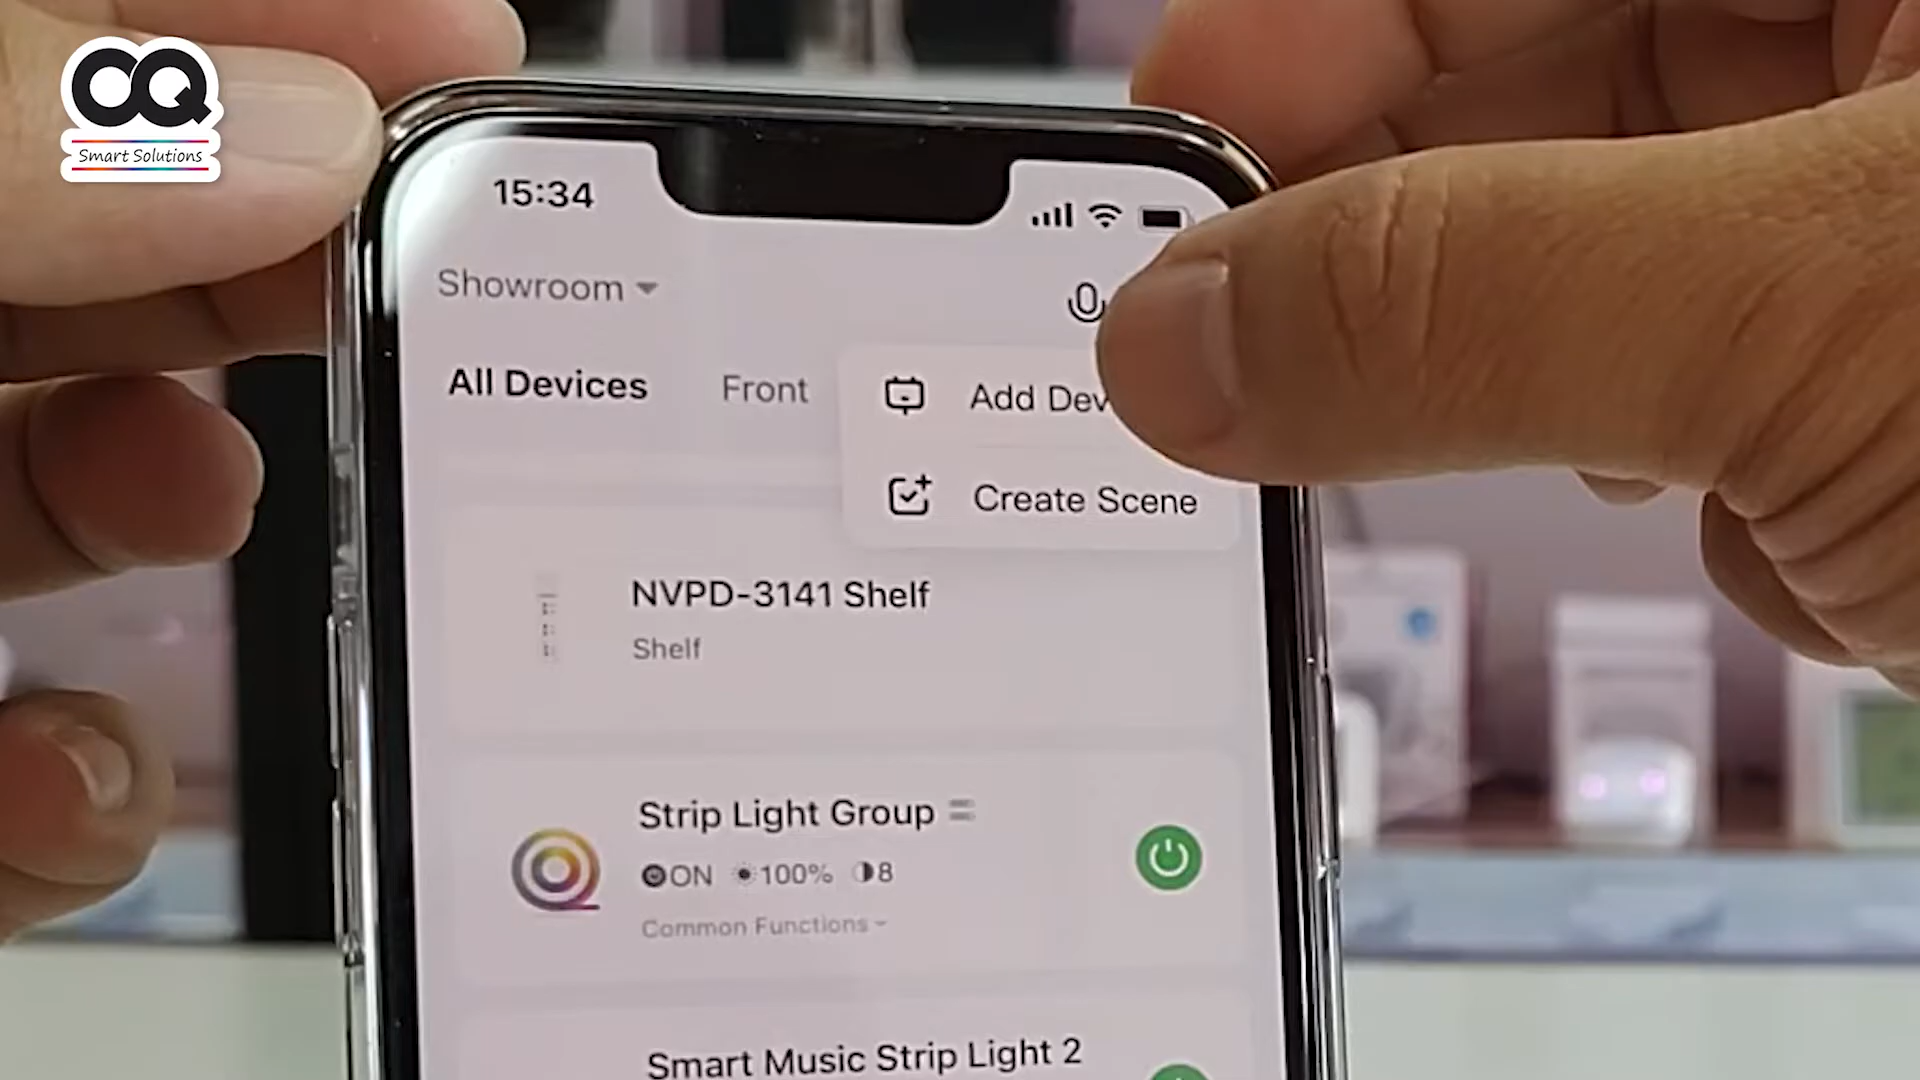 OQ
Smart Solutions
15:34
Showroom
All Devices
Front
Add Dev
Create Scene
NVPD-3141 Shelf
Shelf
Strip Light Group
ON 100% 8
Common Functions
Smart Music Strip Light 2